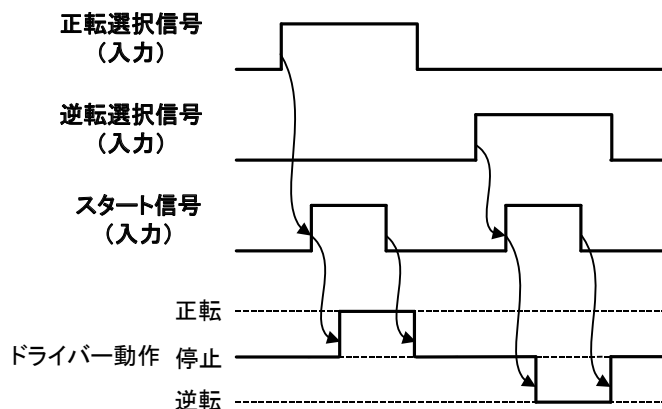 正転選択信号
（入力）
逆転選択信号
（入力）
スタート信号
（入力）
正転
ドライバー動作 停止
逆転